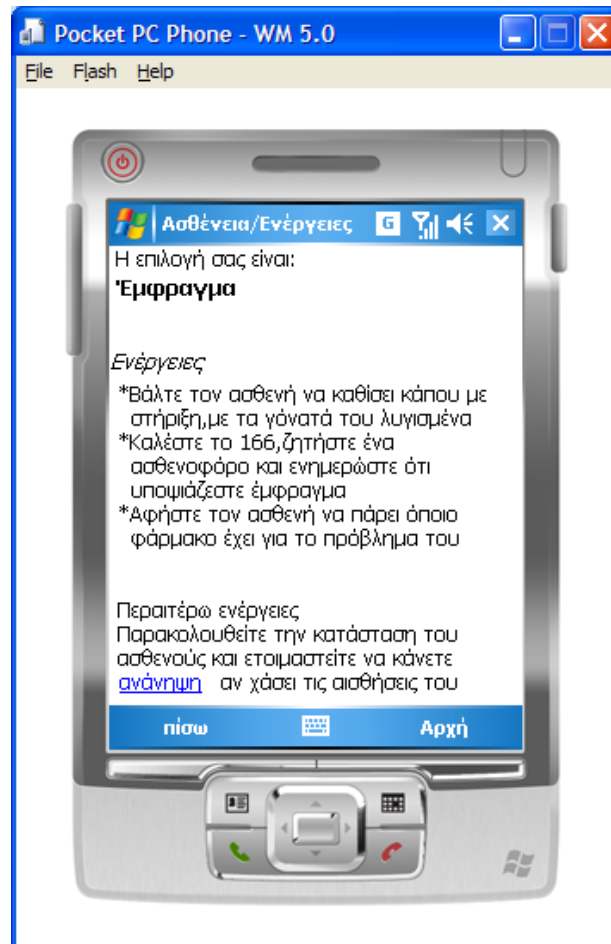 Pocket PC Phone - WM 5.0
File Flash Help
Ασθένεια/Ενέργειες G
Η επιλογή σας είναι:
Έμφραγμα
Ενέργειες
*Βάλτε τον ασθενή να καθίσει κάπου με
στήριξη,με τα γόνατά του λυγισμένα
*Καλέστε το 166,ζητήστε ένα
ασθενοφόρο και ενημερώστε ότι
υποψιάζεστε έμφραγμα
*Αφήστε τον ασθενή να πάρει όποιο
φάρμακο έχει για το πρόβλημα του
Περαιτέρω ενέργειες
Παρακολουθείτε την κατάσταση του
ασθενούς και ετοιμαστείτε να κάνετε
ανάνηψη αν χάσει τις αισθήσεις του
πίσω Αρχή